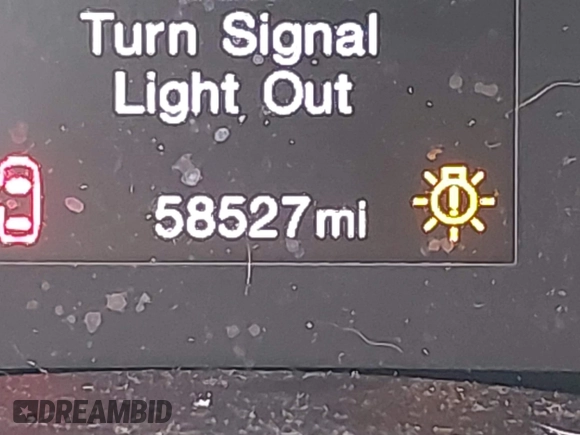 Turn Signal
Light Out
58527mi
DREAMBID